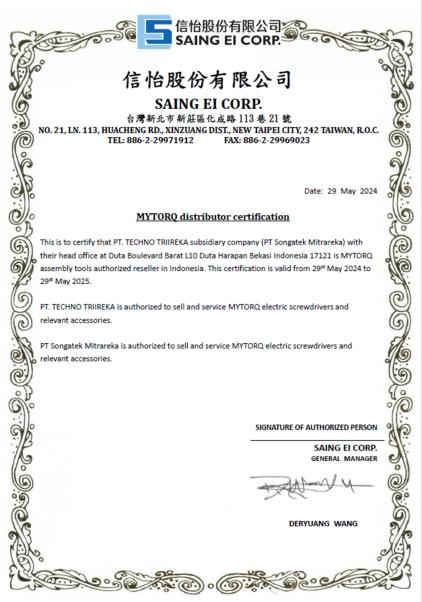 信怡股份有限公司
SAING EI CORP.
信怡股份有限公司
SAING EI CORP.
台灣新北市新莊區化成路 113 巷 21 號
NO. 21, LN. 113, HUACHENG RD., XINZUANG DIST., NEW TAIPEI CITY, 242 TAIWAN, R.O.C.
TEL: 886-2-29971912 FAX: 886-2-29969023
Date: 29 May 2024
MYTORQ distributor certification
This is to certify that PT. TECHNO TRIIREKA subsidiary company (PT Songatek Mitrareka) with
their head office at Duta Boulevard Barat L10 Duta Harapan Bekasi Indonesia 17121 is MYTORQ
assembly tools authorized reseller in Indonesia. This certification is valid from 29st May 2024 to
29st May 2025.
PT. TECHNO TRIIREKA is authorized to sell and service MYTORQ electric screwdrivers and
relevant accessories.
PT Songatek Mitrareka is authorized to sell and service MYTORQ electric screwdrivers and
relevant accessories.
SIGNATURE OF AUTHORIZED PERSON
SAING EI CORP.
GENERAL MANAGER
DERYUANG WANG